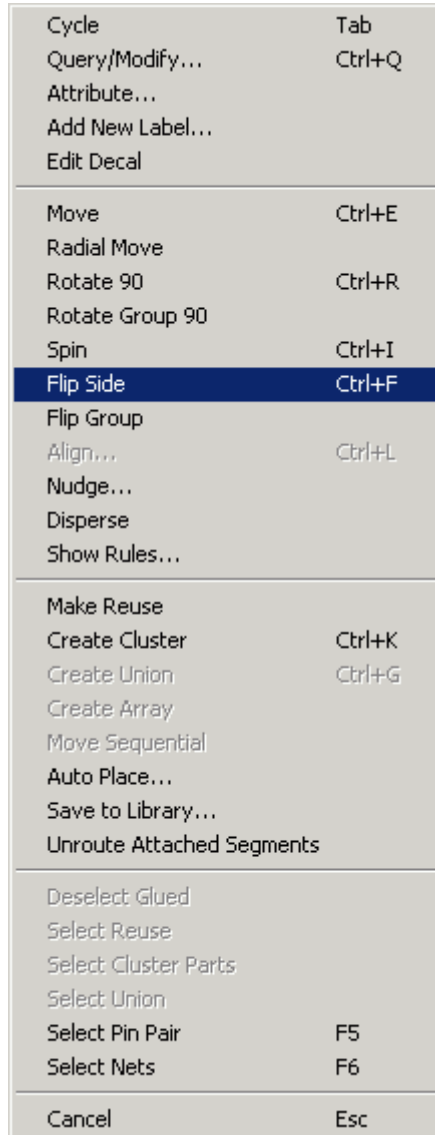 Cycle Tab
Query/Modify... Ctrl+Q
Attribute...
Add New Label...
Edit Decal
Move Ctrl+E
Radial Move
Rotate 90 Ctrl+R
Rotate Group 90
Spin Ctrl+I
Flip Side Ctrl+F
Flip Group
Align... Ctrl+L
Nudge...
Disperse
Show Rules...
Make Reuse
Create Cluster Ctrl+K
Create Union Ctrl+G
Create Array
Move Sequential
Auto Place...
Save to Library...
Unroute Attached Segments
Deselect Glued
Select Reuse
Select Cluster Parts
Select Union
Select Pin Pair F5
Select Nets F6
Cancel Esc